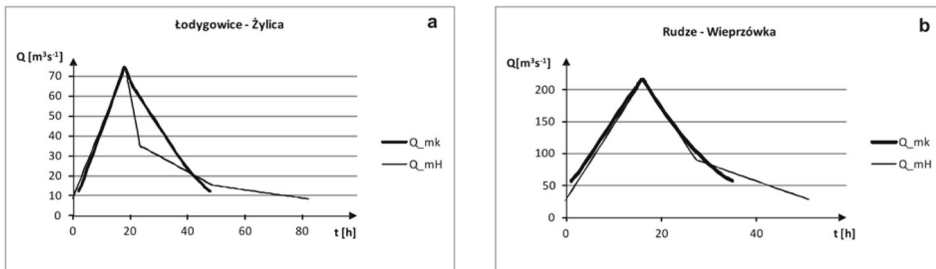 Łodygowice - Żylica
a
Q [m³s⁻¹]
70
60
50
40
30
20
10
0
0 20 40 60 80
t [h]
Q_mk
Q_mH
Rudze - Wieprzówka
b
Q[m³s⁻¹]
200
150
100
50
0
0 20 40
t [h]
Q_mk
Q_mH